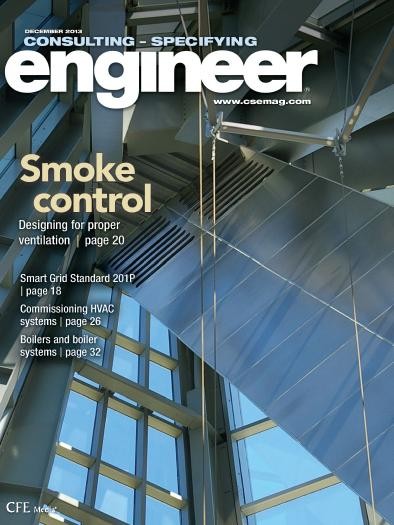 DECEMBER 2013
CONSULTING - SPECIFYING
engineer®
www.csemag.com
Smoke
control
Designing for proper
ventilation | page 20
Smart Grid Standard 201P
| page 18
Commissioning HVAC
systems | page 26
Boilers and boiler
systems | page 32
CFE Media